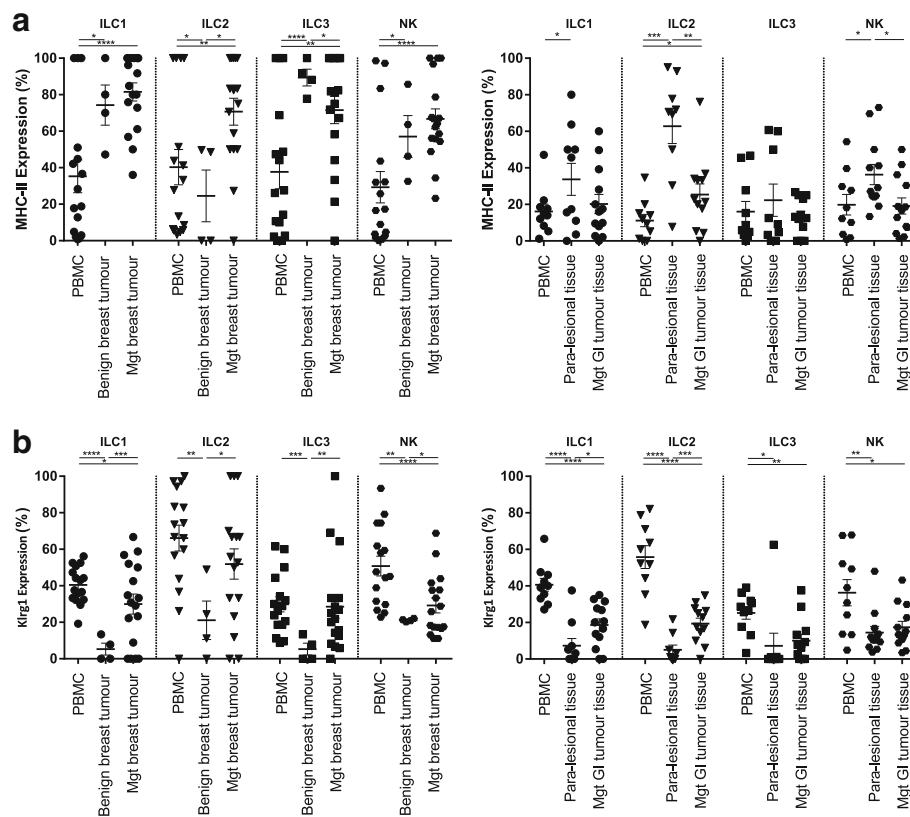 a
ILC1 ILC2 ILC3 NK
* * **** *
**** * ** * ** ****
MHC-II Expression (%)
100
80
60
40
20
0
PBMC
Benign breast tumour
Mgt breast tumour
PBMC
Benign breast tumour
Mgt breast tumour
PBMC
Benign breast tumour
Mgt breast tumour
PBMC
Benign breast tumour
Mgt breast tumour
ILC1 ILC2 ILC3 NK
* *** ** * *
*
MHC-II Expression (%)
100
80
60
40
20
0
PBMC
Para-lesional tissue
Mgt GI tumour tissue
PBMC
Para-lesional tissue
Mgt GI tumour tissue
PBMC
Para-lesional tissue
Mgt GI tumour tissue
PBMC
Para-lesional tissue
Mgt GI tumour tissue
b
ILC1 ILC2 ILC3 NK
**** *** ** * *** ** ** *
* ****
Klrg1 Expression (%)
100
80
60
40
20
0
PBMC
Benign breast tumour
Mgt breast tumour
PBMC
Benign breast tumour
Mgt breast tumour
PBMC
Benign breast tumour
Mgt breast tumour
PBMC
Benign breast tumour
Mgt breast tumour
ILC1 ILC2 ILC3 NK
**** * **** *** * **
**** **** ** *
Klrg1 Expression (%)
100
80
60
40
20
0
PBMC
Para-lesional tissue
Mgt GI tumour tissue
PBMC
Para-lesional tissue
Mgt GI tumour tissue
PBMC
Para-lesional tissue
Mgt GI tumour tissue
PBMC
Para-lesional tissue
Mgt GI tumour tissue